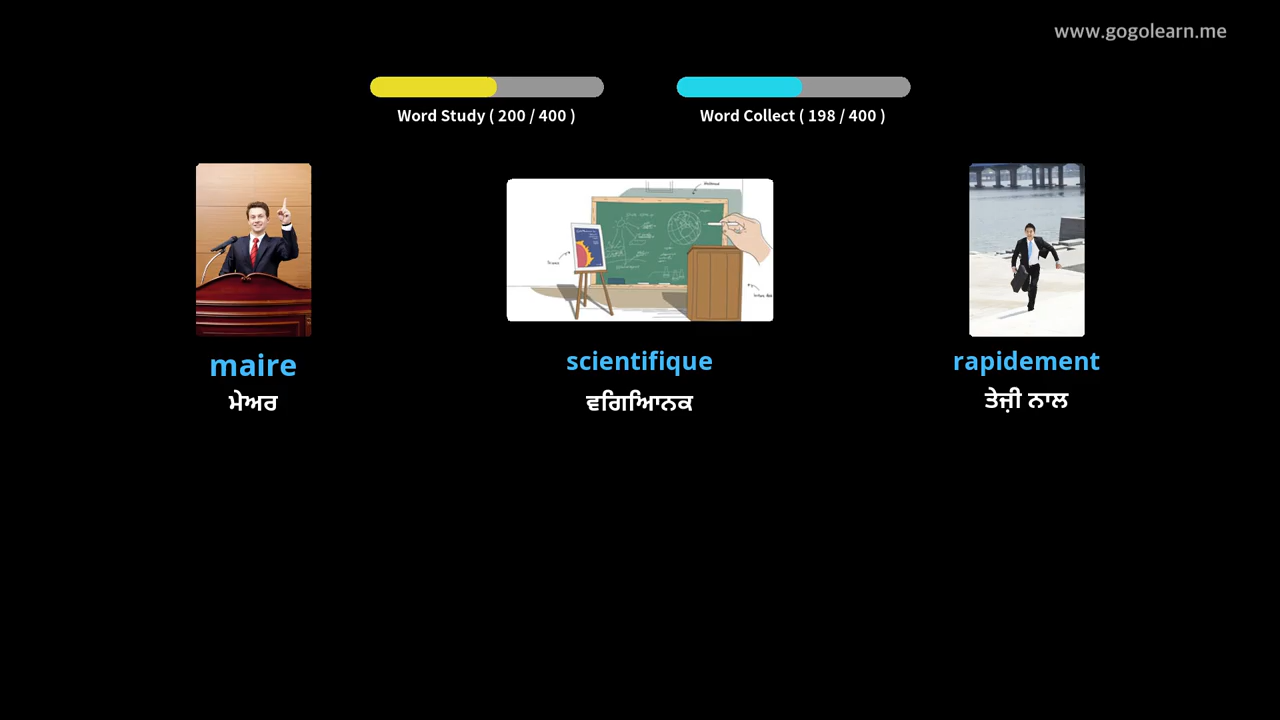 www.gogolearn.me
Word Study ( 200 / 400 )
Word Collect ( 198 / 400 )
maire
scientifique
rapidement
ਮੇਅਰ
ਵਗਿਆਿਨਕ
ਤੇਜ਼ੀ ਨਾਲ